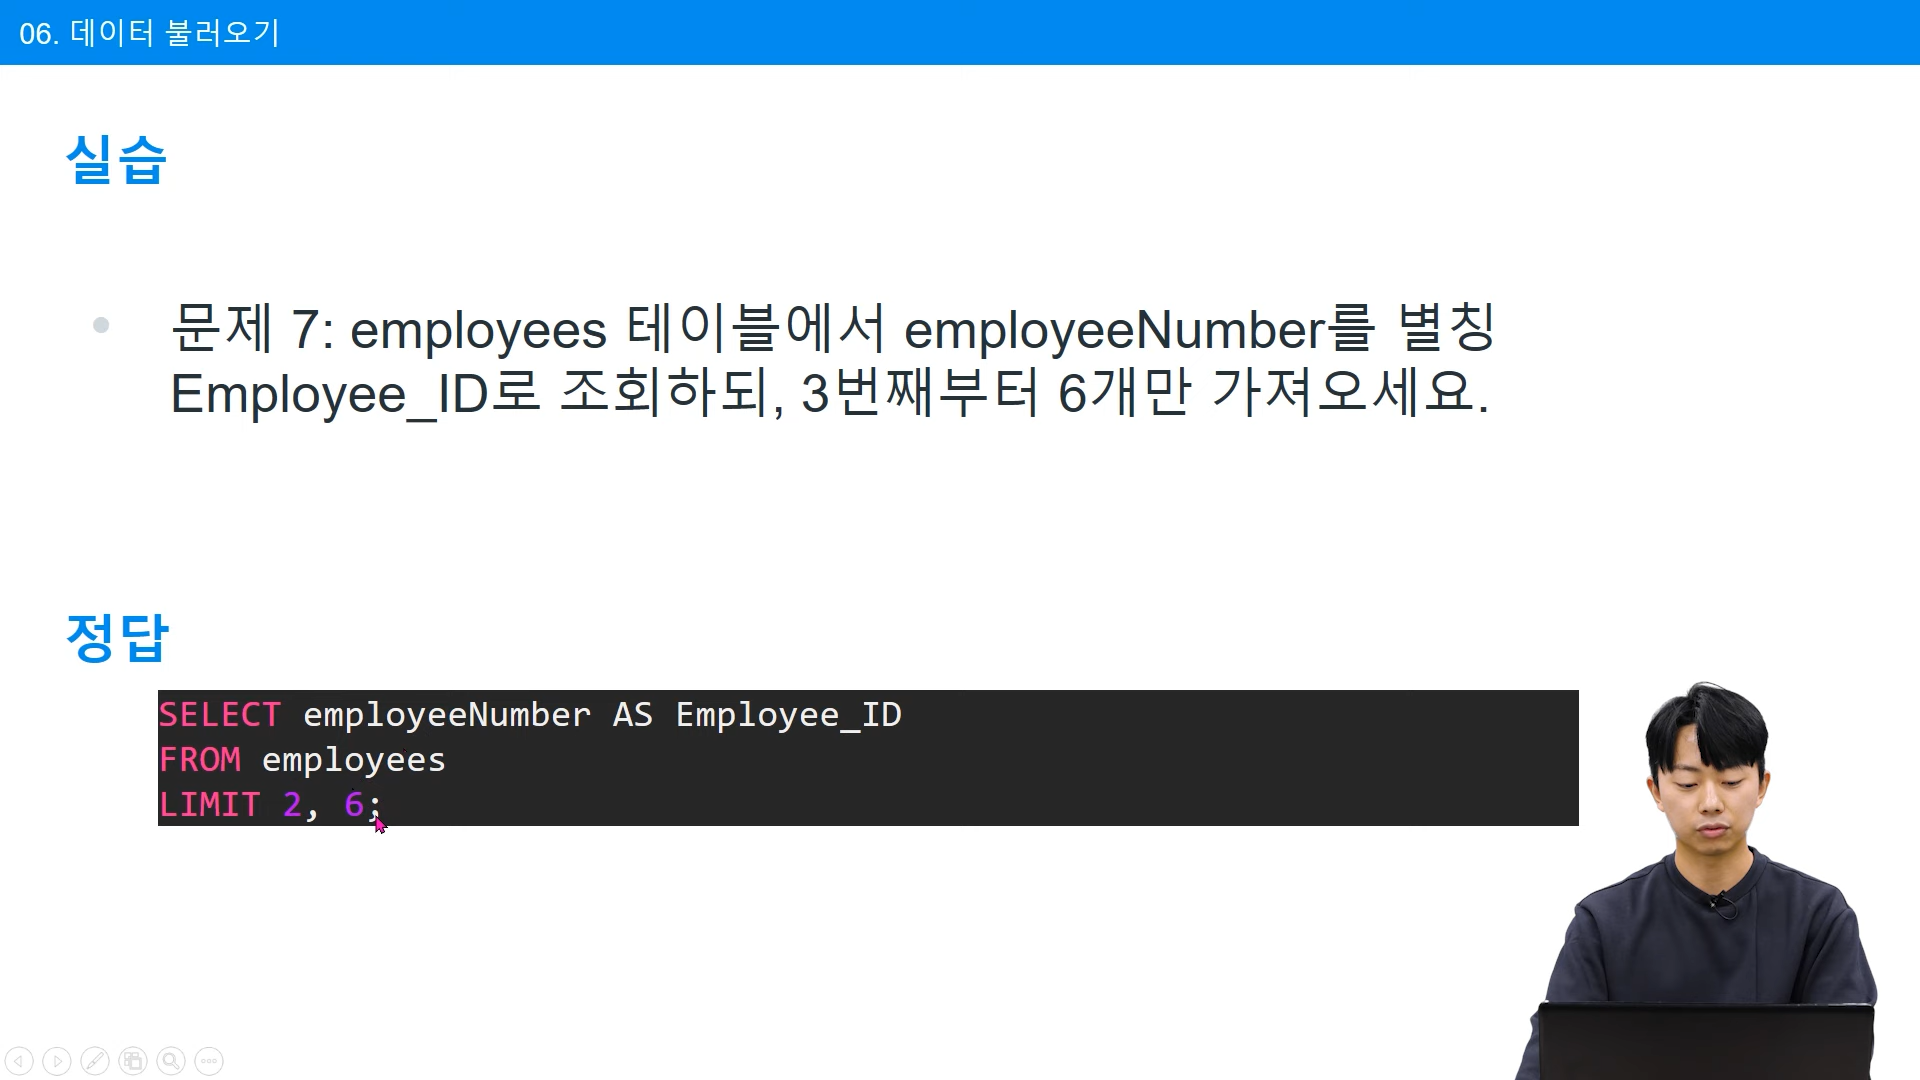 06. 데이터 불러오기
실습
문제 7: employees 테이블에서 employeeNumber를 별칭
Employee_ID로 조회하되, 3번째부터 6개만 가져오세요.
정답
SELECT employeeNumber AS Employee_ID
FROM employees
LIMIT 2, 6;